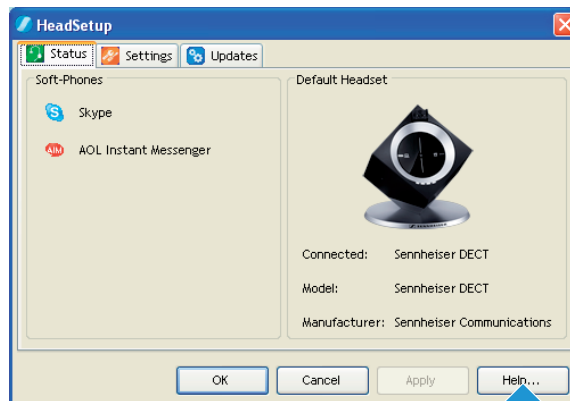 HeadSetup
Status Settings Updates
Soft-Phones
Skype
AOL Instant Messenger
Default Headset
Connected: Sennheiser DECT
Model: Sennheiser DECT
Manufacturer: Sennheiser Communications
OK Cancel Apply Help...